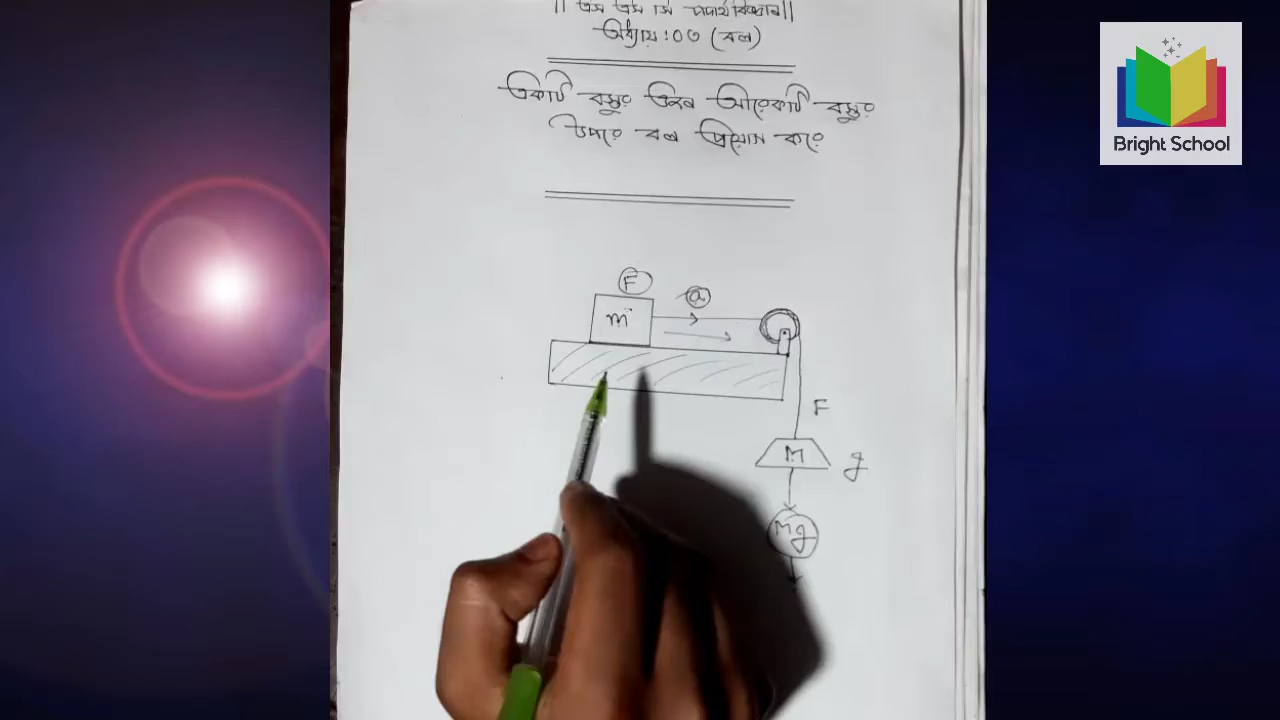 || এস এস সি পদার্থবিজ্ঞান ||
অধ্যায় : ০৩ (বল)
একটি বস্তুর ওজন আরেকটি বস্তুর
উপরে বল প্রয়োগ করে
Bright School
F
a
m
F
M
g
Mg